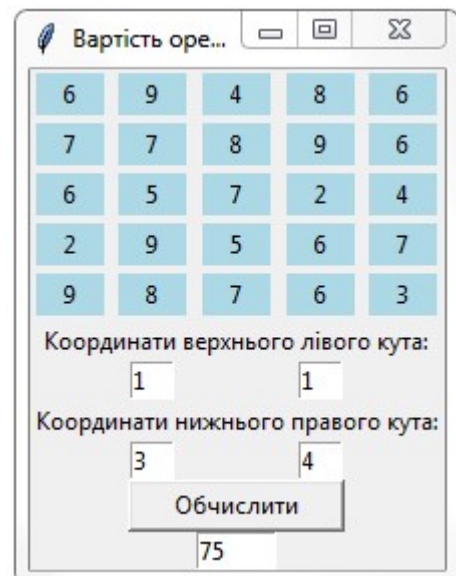 Вартість оре...
6 9 4 8 6
7 7 8 9 6
6 5 7 2 4
2 9 5 6 7
9 8 7 6 3
Координати верхнього лівого кута:
1 1
Координати нижнього правого кута:
3 4
Обчислити
75